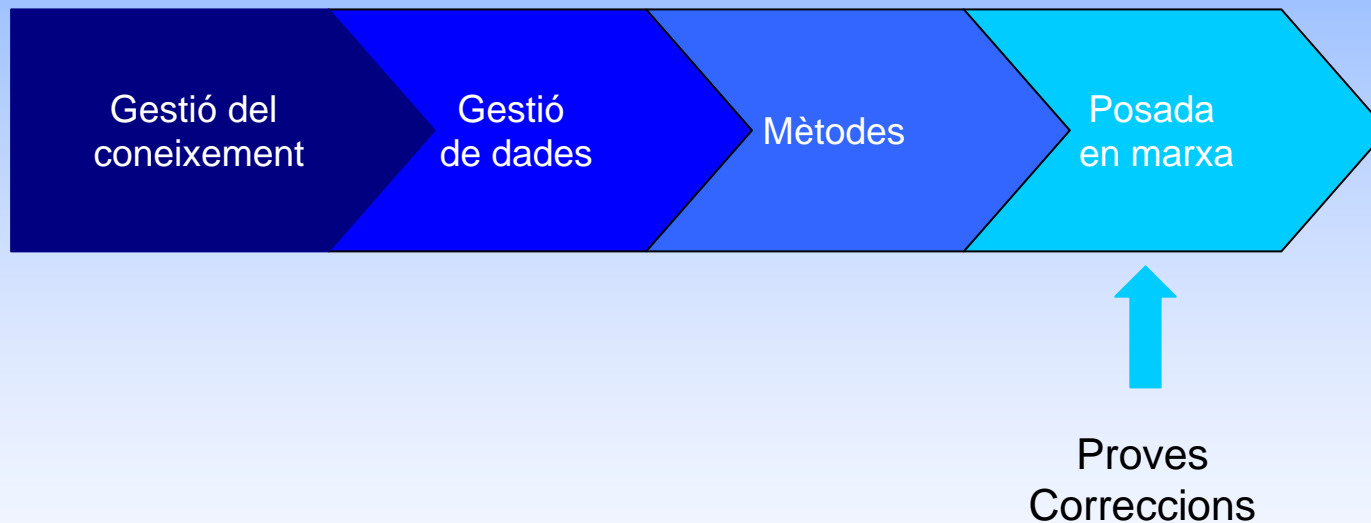 Gestió del
coneixement
Gestió
de dades
Mètodes
Posada
en marxa
Proves
Correccions